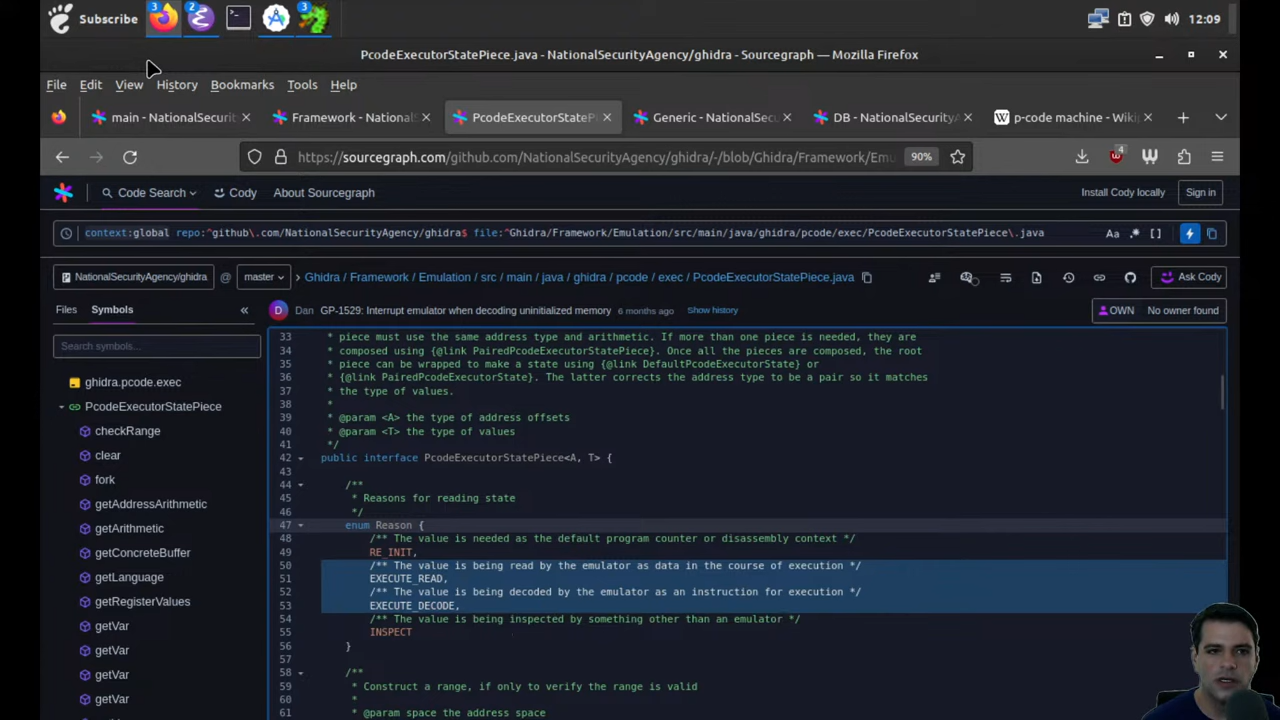 3 2 3
Subscribe 12:09
PcodeExecutorStatePiece.java - NationalSecurityAgency/ghidra - Sourcegraph — Mozilla Firefox
File Edit View History Bookmarks Tools Help
main - NationalSecurit Framework - National PcodeExecutorStateP Generic - NationalSec DB - NationalSecurityA W p-code machine - Wiki
https://sourcegraph.com/github.com/NationalSecurityAgency/ghidra/-/blob/Ghidra/Framework/Emu 90% 4
Code Search Cody About Sourcegraph Install Cody locally Sign in
context:global repo:^github\.com/NationalSecurityAgency/ghidra$ file:^Ghidra/Framework/Emulation/src/main/java/ghidra/pcode/exec/PcodeExecutorStatePiece\.java Aa .* []
NationalSecurityAgency/ghidra @ master > Ghidra / Framework / Emulation / src / main / java / ghidra / pcode / exec / PcodeExecutorStatePiece.java Ask Cody
Files Symbols « D Dan GP-1529: Interrupt emulator when decoding uninitialized memory 6 months ago Show history OWN No owner found
Search symbols...
ghidra.pcode.exec
PcodeExecutorStatePiece
checkRange
clear
fork
getAddressArithmetic
getArithmetic
getConcreteBuffer
getLanguage
getRegisterValues
getVar
getVar
getVar
getVar
33 * piece must use the same address type and arithmetic. If more than one piece is needed, they are
34 * composed using {@link PairedPcodeExecutorStatePiece}. Once all the pieces are composed, the root
35 * piece can be wrapped to make a state using {@link DefaultPcodeExecutorState} or
36 * {@link PairedPcodeExecutorState}. The latter corrects the address type to be a pair so it matches
37 * the type of values.
38 *
39 * @param <A> the type of address offsets
40 * @param <T> the type of values
41 */
42 public interface PcodeExecutorStatePiece<A, T> {
43
44 /**
45 * Reasons for reading state
46 */
47 enum Reason {
48 /** The value is needed as the default program counter or disassembly context */
49 RE_INIT,
50 /** The value is being read by the emulator as data in the course of execution */
51 EXECUTE_READ,
52 /** The value is being decoded by the emulator as an instruction for execution */
53 EXECUTE_DECODE,
54 /** The value is being inspected by something other than an emulator */
55 INSPECT
56 }
57
58 /**
59 * Construct a range, if only to verify the range is valid
60 *
61 * @param space the address space